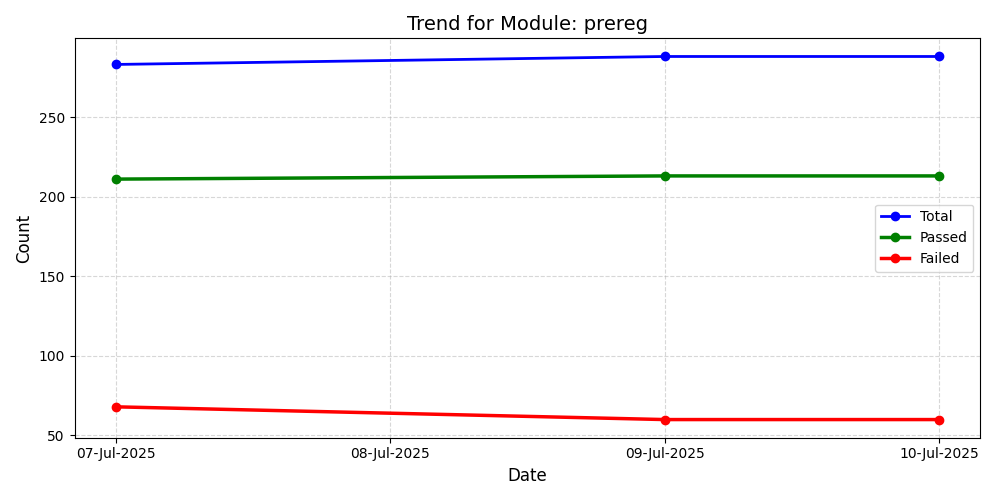 Trend for Module: prereg
Count
250
200
150
100
50
Total
Passed
Failed
07-Jul-2025
08-Jul-2025
09-Jul-2025
10-Jul-2025
Date